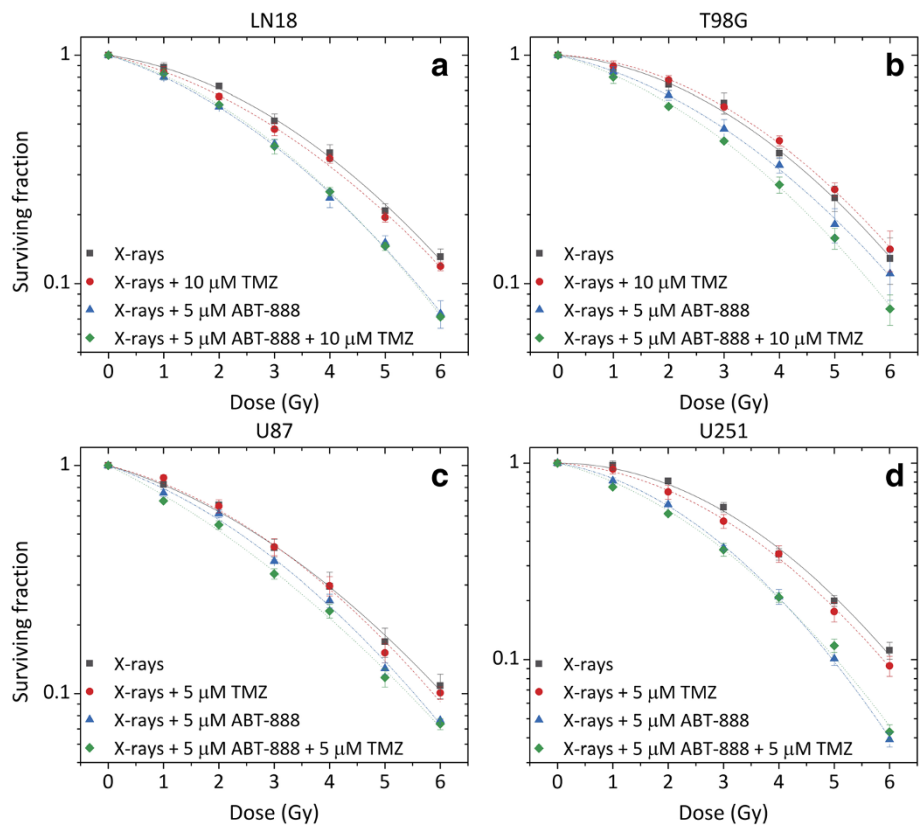 LN18
a
1
0.1
Surviving fraction
X-rays
X-rays + 10 μM TMZ
X-rays + 5 μM ABT-888
X-rays + 5 μM ABT-888 + 10 μM TMZ
0 1 2 3 4 5 6
Dose (Gy)
T98G
b
1
0.1
X-rays
X-rays + 10 μM TMZ
X-rays + 5 μM ABT-888
X-rays + 5 μM ABT-888 + 10 μM TMZ
0 1 2 3 4 5 6
Dose (Gy)
U87
c
1
0.1
Surviving fraction
X-rays
X-rays + 5 μM TMZ
X-rays + 5 μM ABT-888
X-rays + 5 μM ABT-888 + 5 μM TMZ
0 1 2 3 4 5 6
Dose (Gy)
U251
d
1
0.1
X-rays
X-rays + 5 μM TMZ
X-rays + 5 μM ABT-888
X-rays + 5 μM ABT-888 + 5 μM TMZ
0 1 2 3 4 5 6
Dose (Gy)